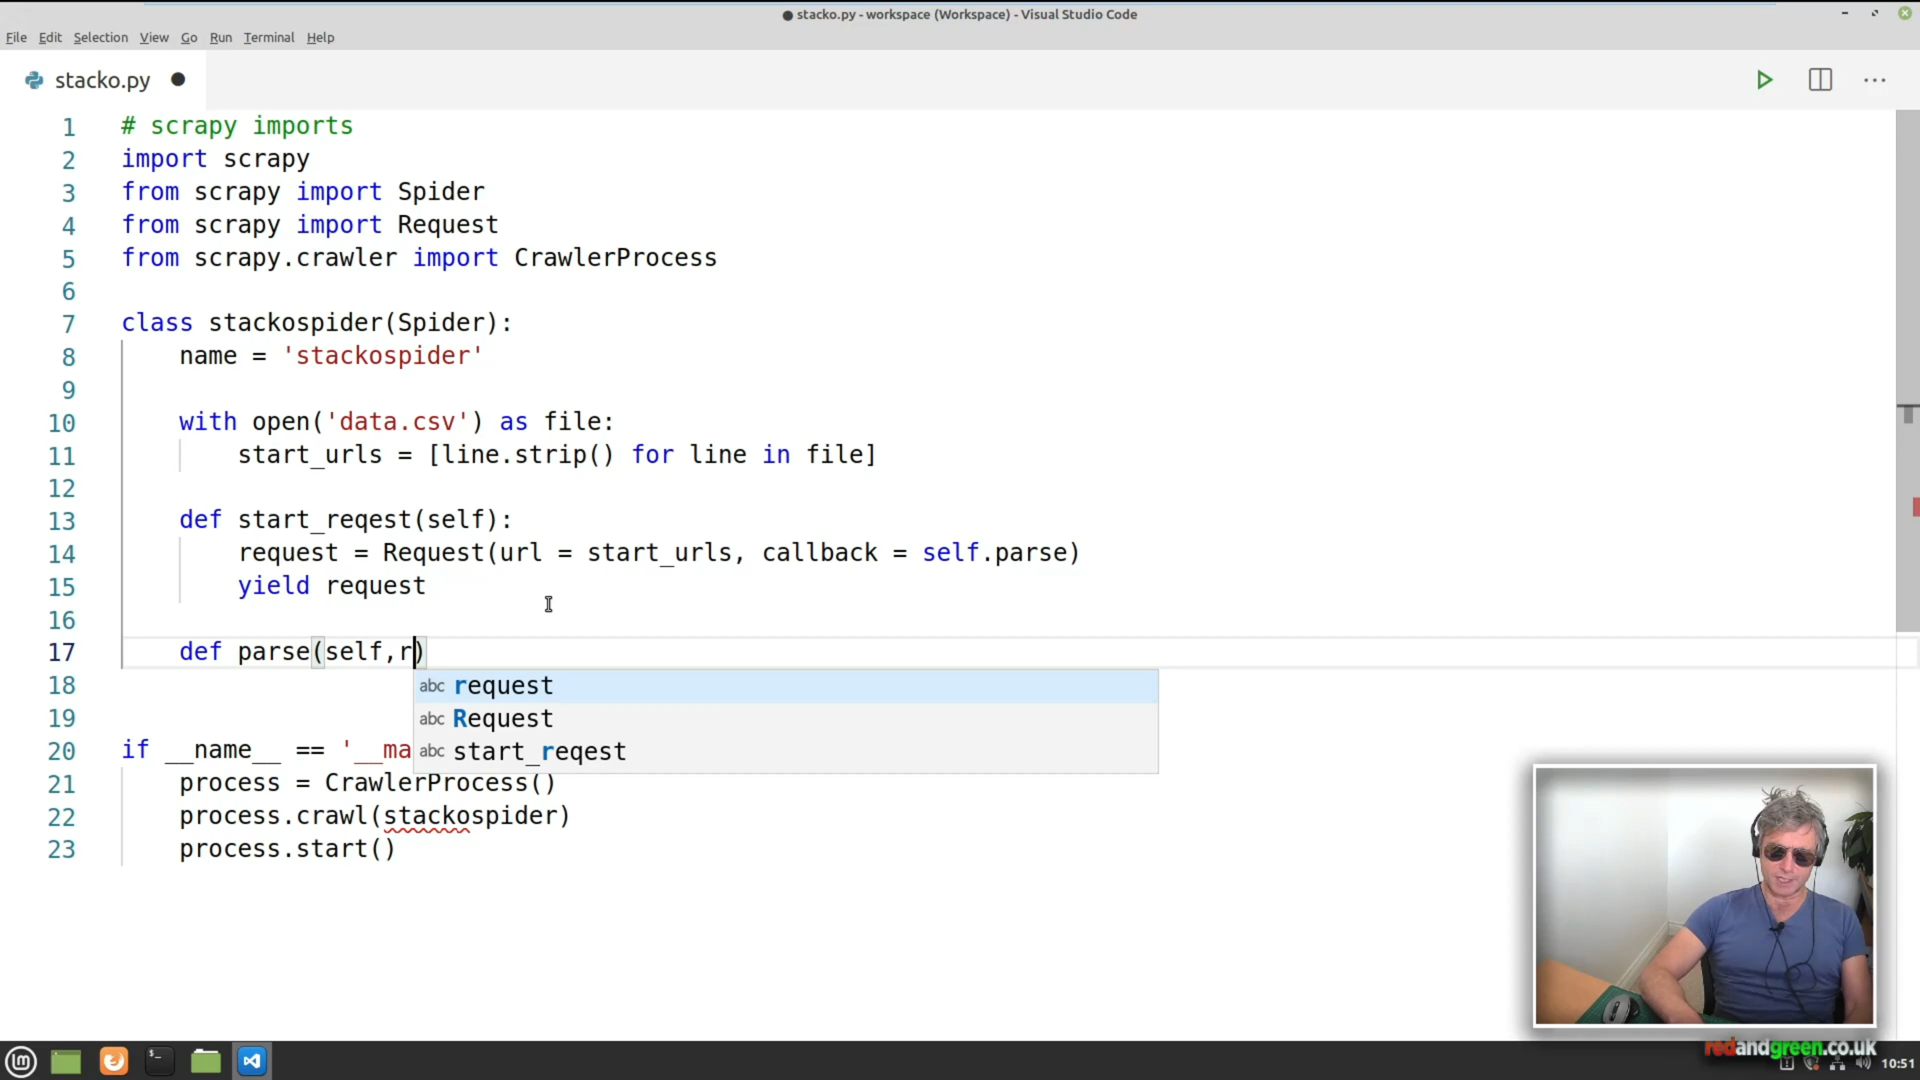 stacko.py - workspace (Workspace) - Visual Studio Code
File Edit Selection View Go Run Terminal Help
stacko.py
1 # scrapy imports
2 import scrapy
3 from scrapy import Spider
4 from scrapy import Request
5 from scrapy.crawler import CrawlerProcess
6
7 class stackospider(Spider):
8 name = 'stackospider'
9
10 with open('data.csv') as file:
11 start_urls = [line.strip() for line in file]
12
13 def start_reqest(self):
14 request = Request(url = start_urls, callback = self.parse)
15 yield request
16
17 def parse(self,r)
18 abc request
19 abc Request
20 if __name__ == '__ma abc start_reqest
21 process = CrawlerProcess()
22 process.crawl(stackospider)
23 process.start()
redandgreen.co.uk
10:51